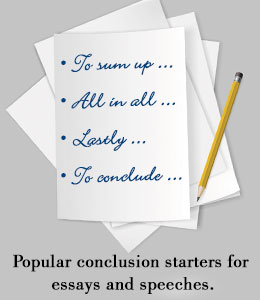 • To sum up ...
• All in all ...
• Lastly ...
• To conclude ...
Popular conclusion starters for
essays and speeches.